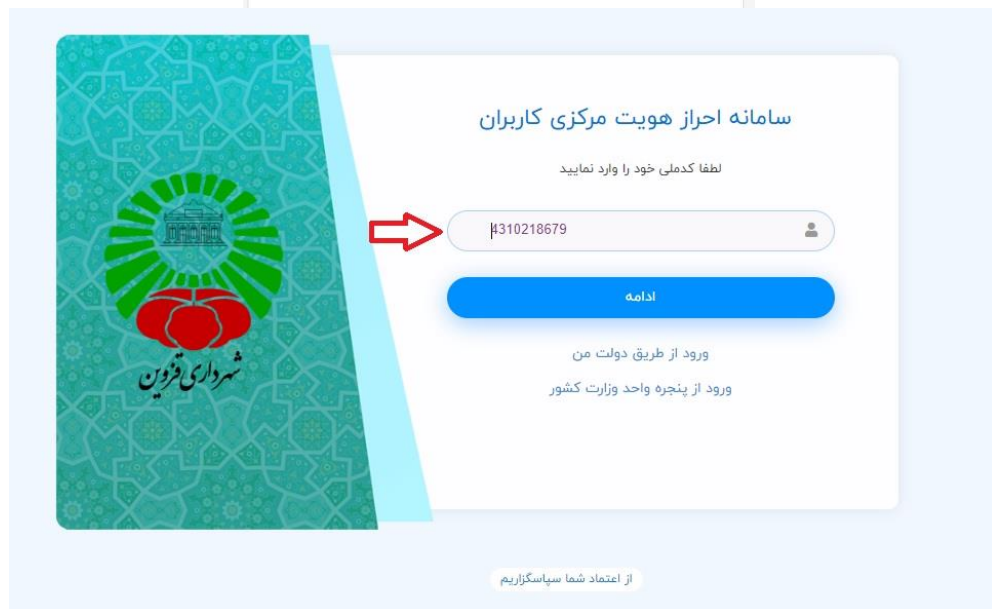 سامانه احراز هویت مرکزی کاربران
لطفا کدملی خود را وارد نمایید
4310218679
ادامه
ورود از طریق دولت من
ورود از پنجره واحد وزارت کشور
شهرداری قزوین
از اعتماد شما سپاسگزاریم